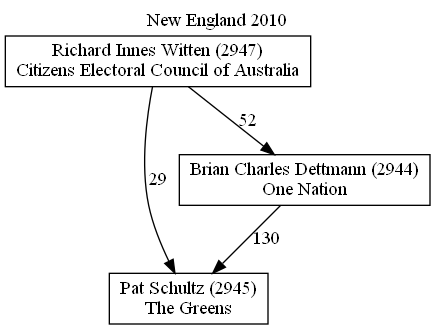 New England 2010
Richard Innes Witten (2947)
Citizens Electoral Council of Australia
52
29
Brian Charles Dettmann (2944)
One Nation
130
Pat Schultz (2945)
The Greens